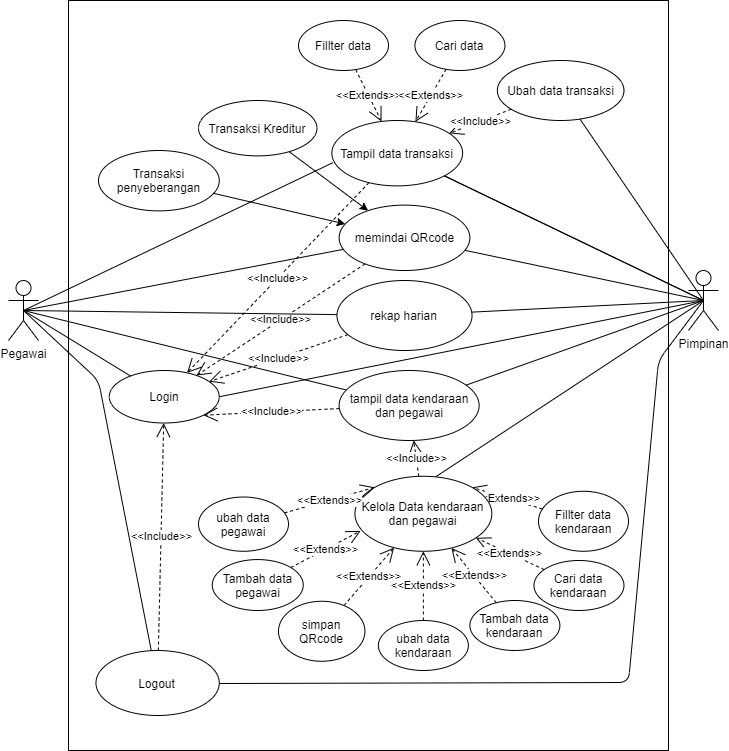 Fillter data
Cari data
Ubah data transaksi
<<Extends>>
<<Extends>>
<<Include>>
Transaksi Kreditur
Tampil data transaksi
Transaksi
penyeberangan
memindai QRcode
<<Include>>
<<Include>>
rekap harian
<<Include>>
Pegawai
Pimpinan
Login
tampil data kendaraan
dan pegawai
<<Include>>
<<Include>>
<<Extends>>
Kelola Data kendaraan
dan pegawai
Extends>>
ubah data
pegawai
Fillter data
kendaraan
<<Include>>
<<Extends>>
<<Extends>>
Tambah data
pegawai
<<Extends>>
<<Extends>>
<<Extends>>
Cari data
kendaraan
simpan
QRcode
ubah data
kendaraan
Tambah data
kendaraan
Logout